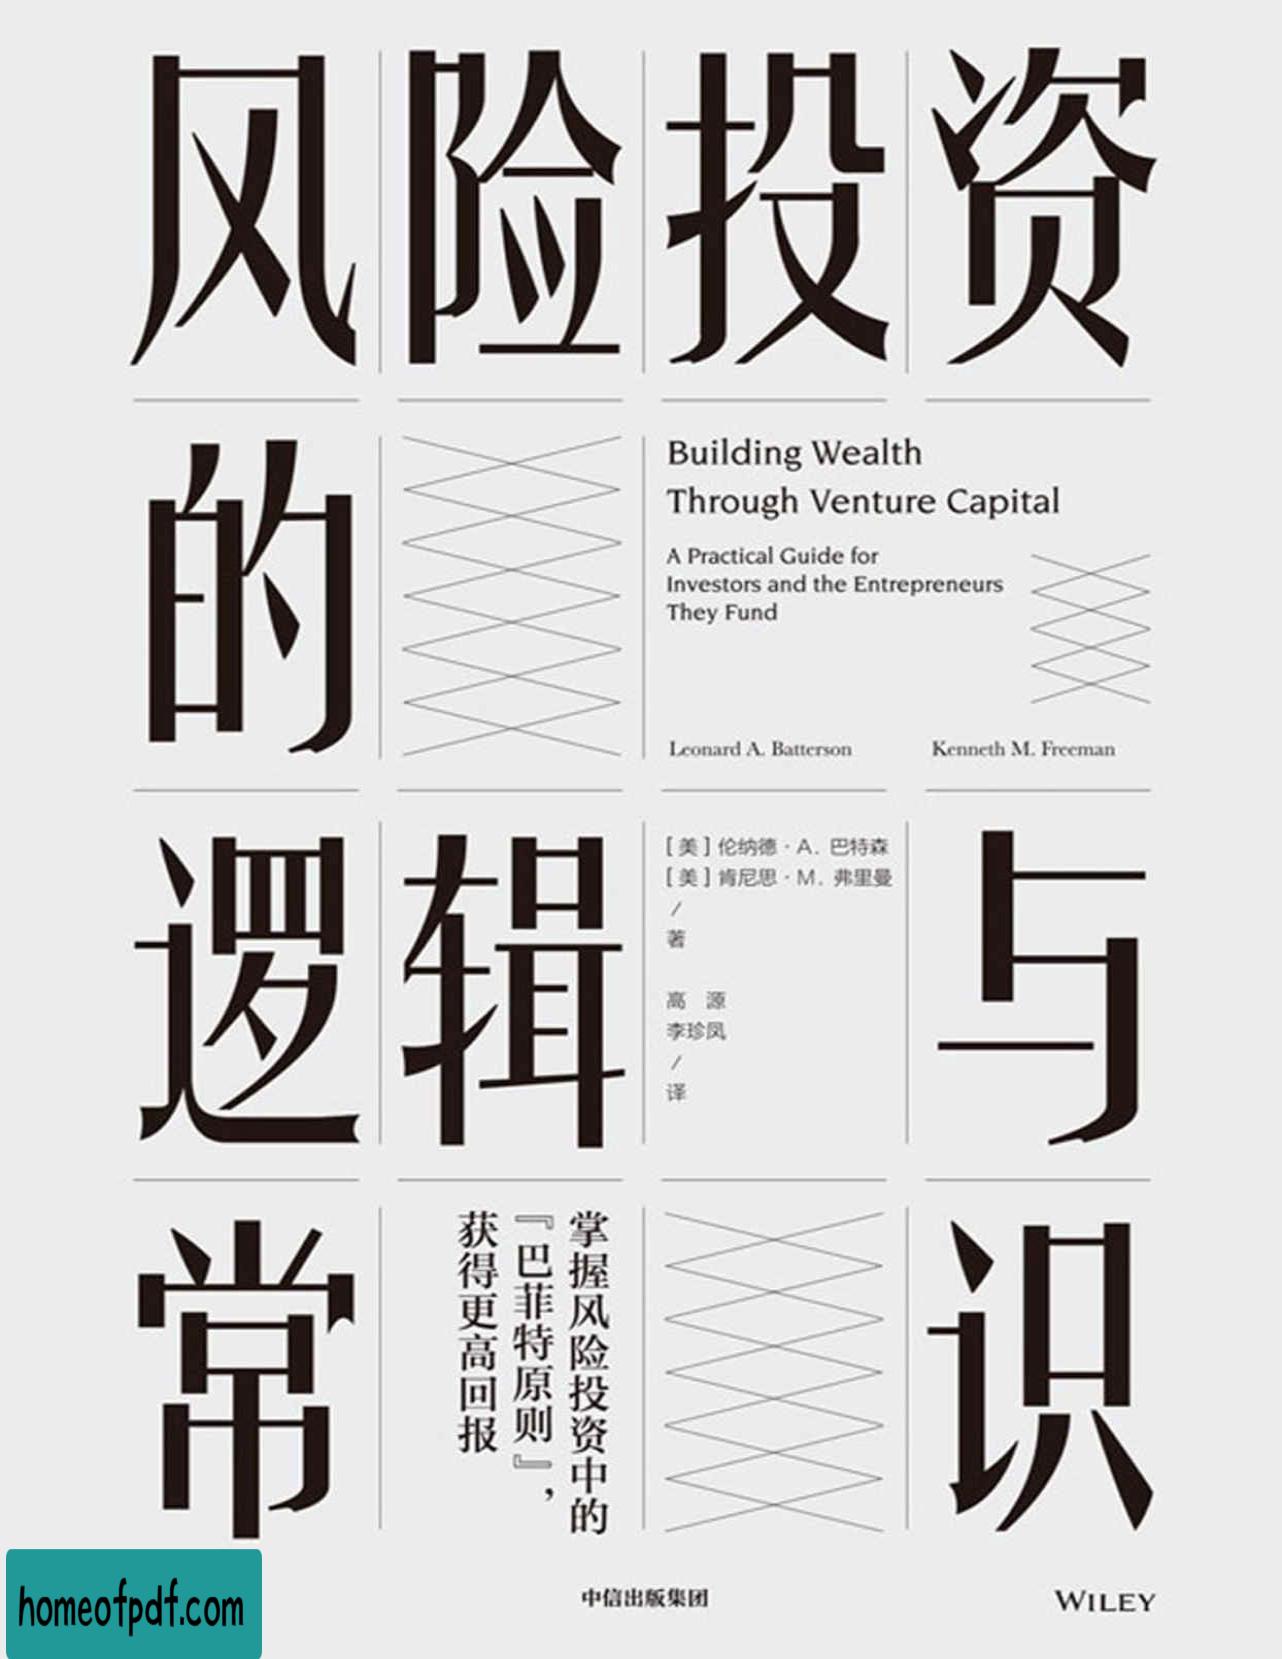 风险投资
的
Building Wealth
Through Venture Capital
A Practical Guide for
Investors and the Entrepreneurs
They Fund
Leonard A. Batterson
Kenneth M. Freeman
逻辑
[美] 伦纳德·A. 巴特森
[美] 肯尼思·M. 弗里曼
/
著
高 源
李珍凤
/
译
与
常
掌握风险投资中的
『巴菲特原则』，
获得更高回报
识
homeofpdf.com
中信出版集团
WILEY